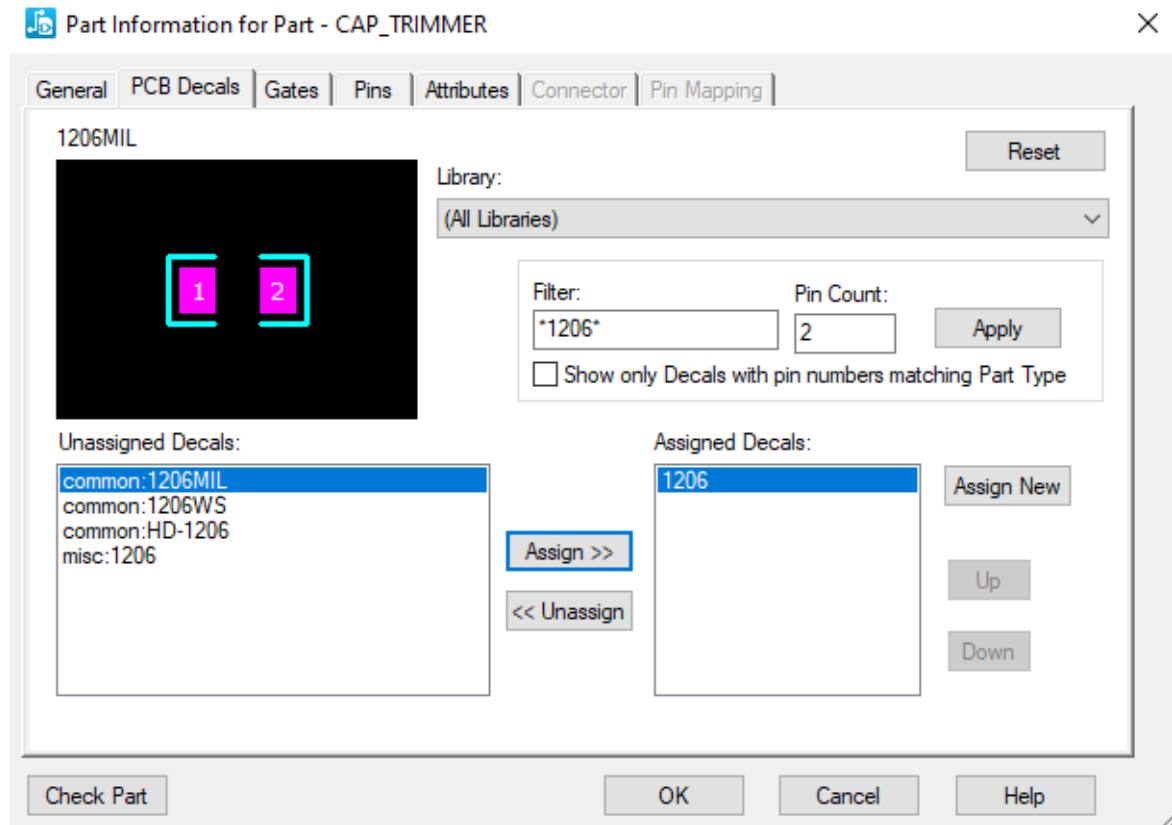 Part Information for Part - CAP_TRIMMER
General PCB Decals Gates Pins Attributes Connector Pin Mapping
1206MIL
Reset
Library:
(All Libraries)
1 2
Filter: Pin Count:
*1206* 2 Apply
Show only Decals with pin numbers matching Part Type
Unassigned Decals:
common:1206MIL
common:1206WS
common:HD-1206
misc:1206
Assign >>
<< Unassign
Assigned Decals:
1206
Assign New
Up
Down
Check Part OK Cancel Help